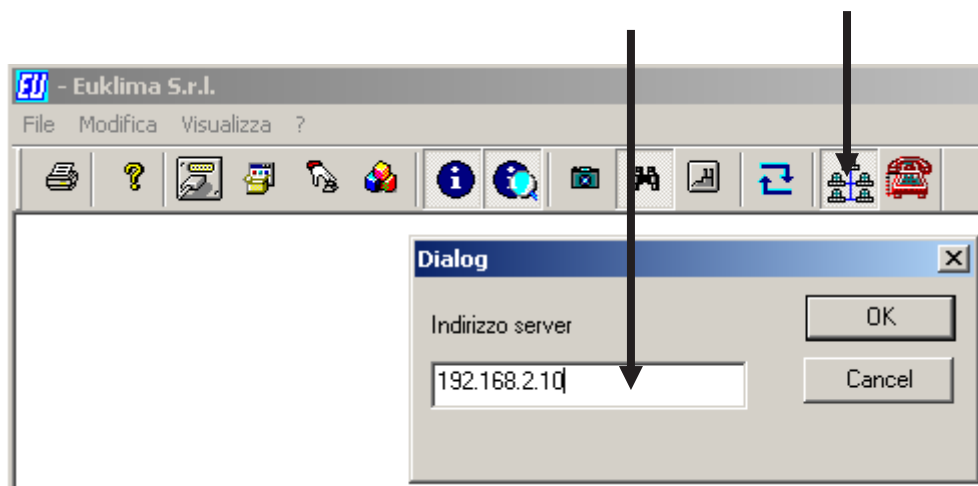 EU - Euklima S.r.l.
File Modifica Visualizza ?
Dialog
Indirizzo server
OK
192.168.2.10
Cancel